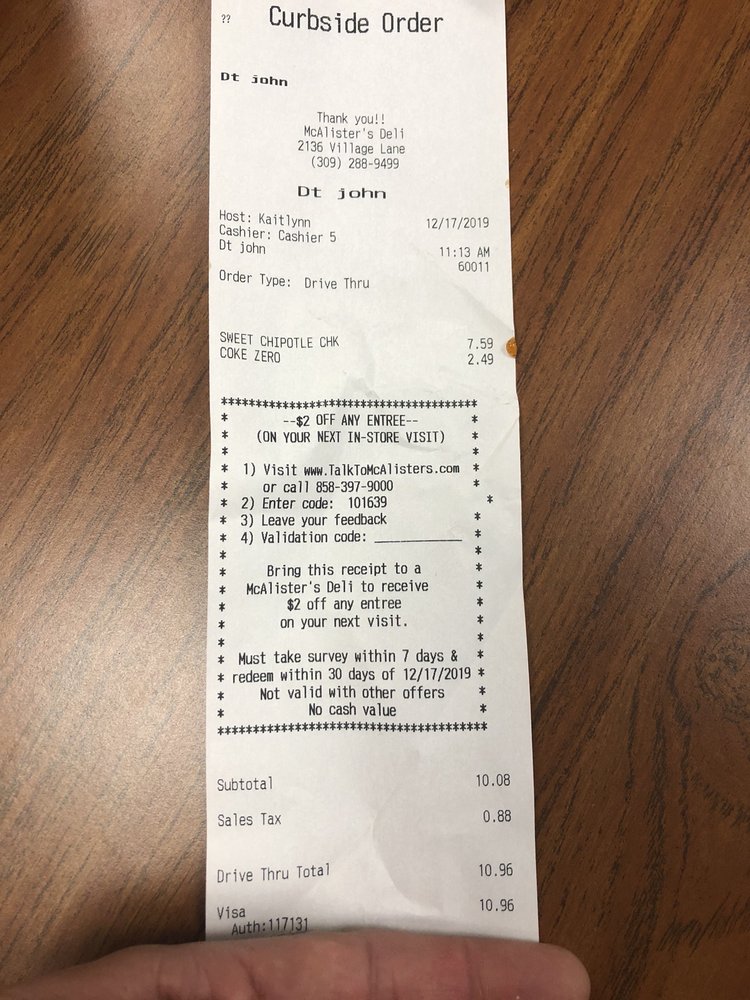 ?? Curbside Order
Dt john
Thank you!!
McAlister's Deli
2136 Village Lane
(309) 288-9499
Dt john
Host: Kaitlynn 12/17/2019
Cashier: Cashier 5
Dt john 11:13 AM
60011
Order Type: Drive Thru
SWEET CHIPOTLE CHK 7.59
COKE ZERO 2.49
***************************************
* --$2 OFF ANY ENTREE-- *
* (ON YOUR NEXT IN-STORE VISIT) *
* *
* 1) Visit www.TalkToMcAlisters.com *
* or call 858-397-9000 *
* 2) Enter code: 101639 *
* 3) Leave your feedback *
* 4) Validation code: ____________ *
* *
* Bring this receipt to a *
* McAlister's Deli to receive *
* $2 off any entree *
* on your next visit. *
* *
* Must take survey within 7 days & *
* redeem within 30 days of 12/17/2019 *
* Not valid with other offers *
* No cash value *
***************************************
Subtotal 10.08
Sales Tax 0.88
Drive Thru Total 10.96
Visa 10.96
Auth:117131